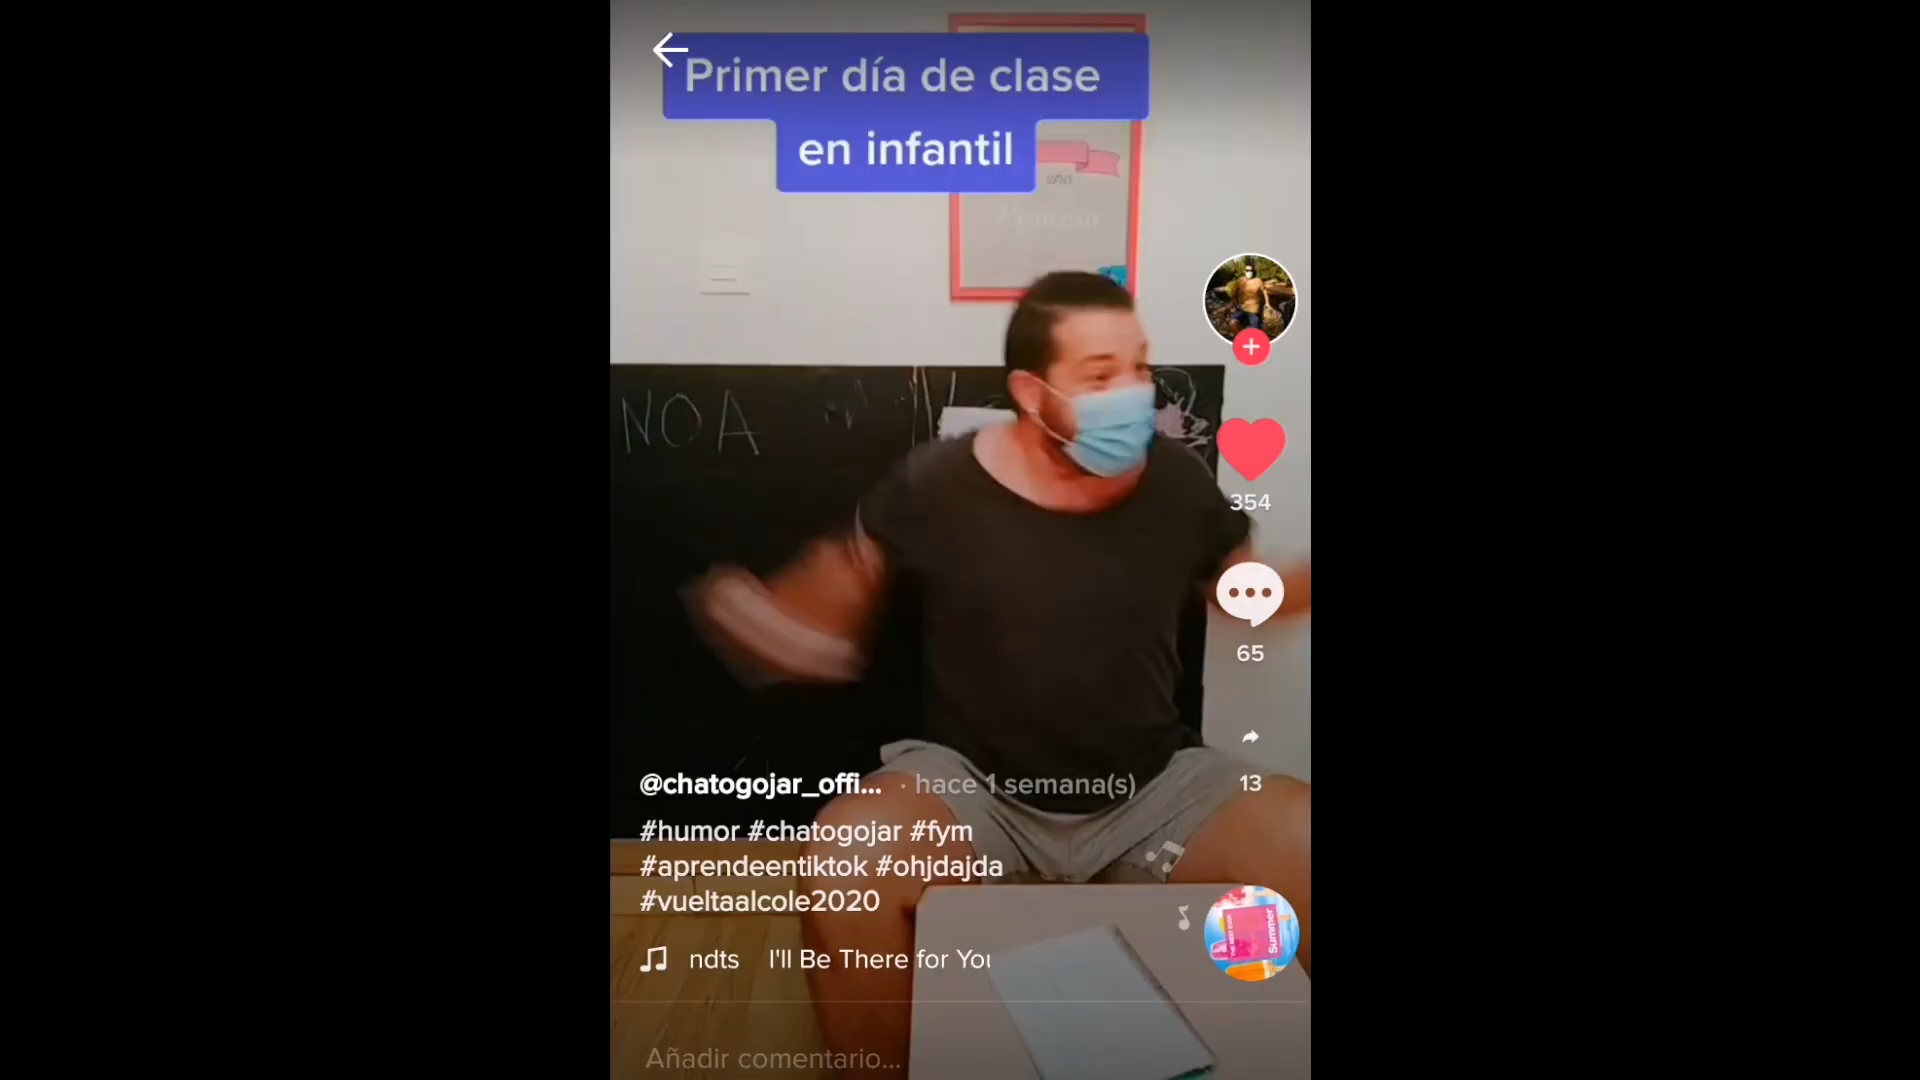 Primer día de clase
en infantil
NOA
354
65
13
@chatogojar_offi... · hace 1 semana(s)
#humor #chatogojar #fym
#aprendeentiktok #ohjdajda
#vueltaalcole2020
ndts I'll Be There for You
Summer
Añadir comentario...